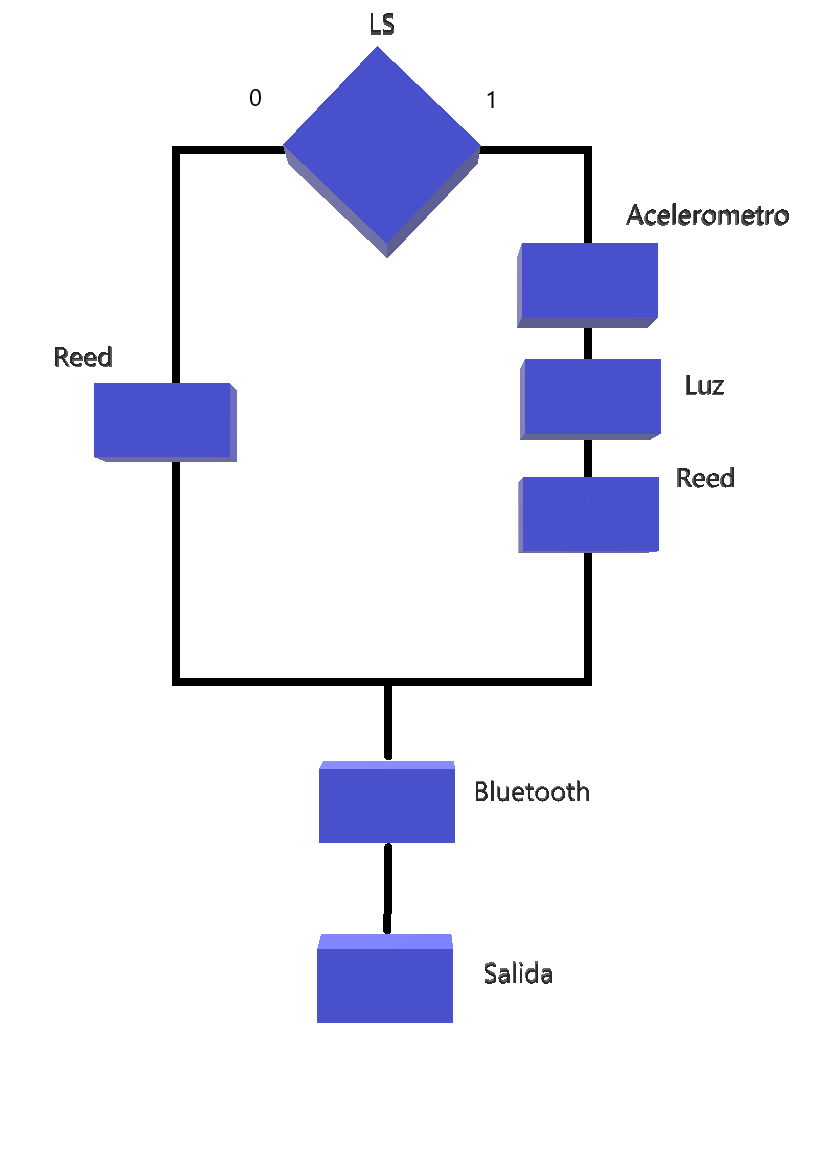 LS
0
1
Acelerometro
Reed
Luz
Reed
Bluetooth
Salida